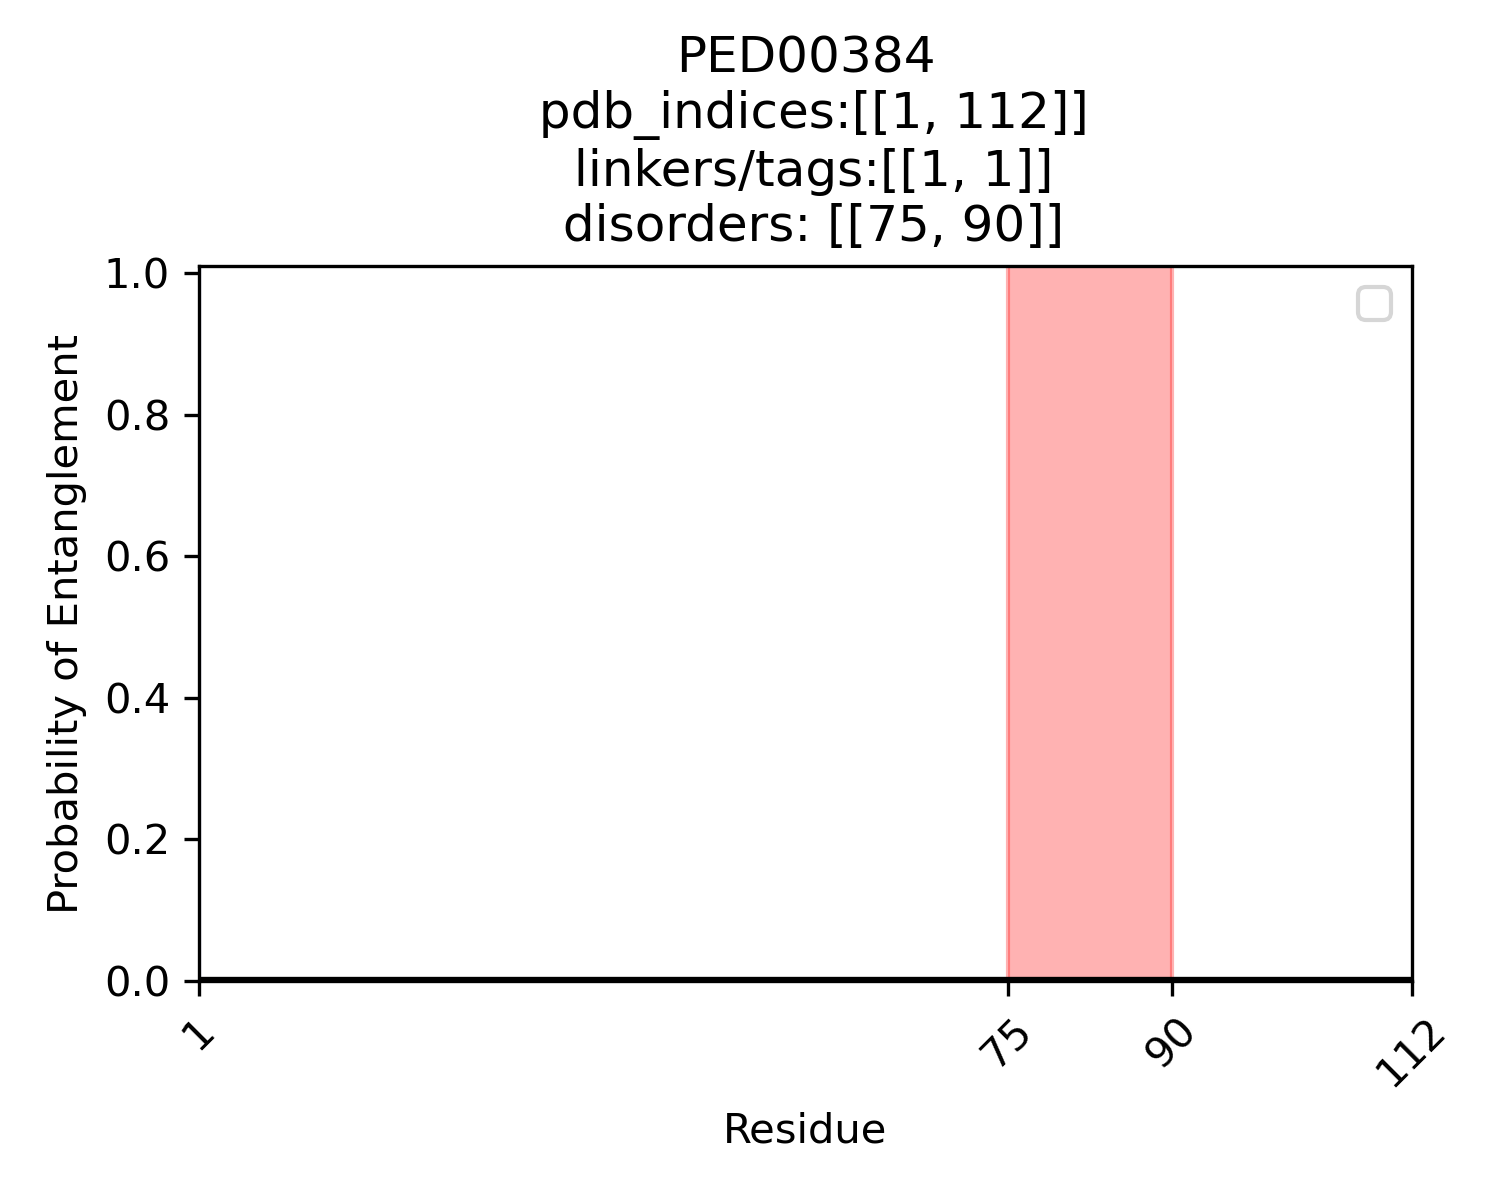 PED00384
pdb_indices:[[1, 112]]
linkers/tags:[[1, 1]]
disorders: [[75, 90]]
1.0
0.8
0.6
0.4
0.2
0.0
Probability of Entanglement
1
75
90
112
Residue